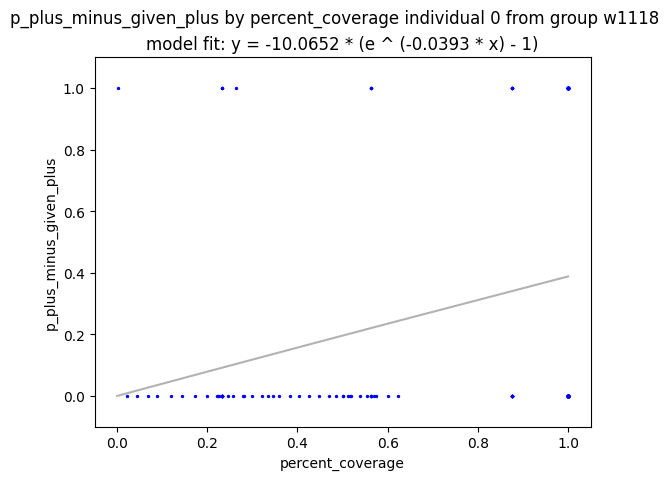 p_plus_minus_given_plus by percent_coverage individual 0 from group w1118
model fit: y = -10.0652 * (e ^ (-0.0393 * x) - 1)
1.0
0.8
0.6
0.4
0.2
0.0
p_plus_minus_given_plus
0.0 0.2 0.4 0.6 0.8 1.0
percent_coverage